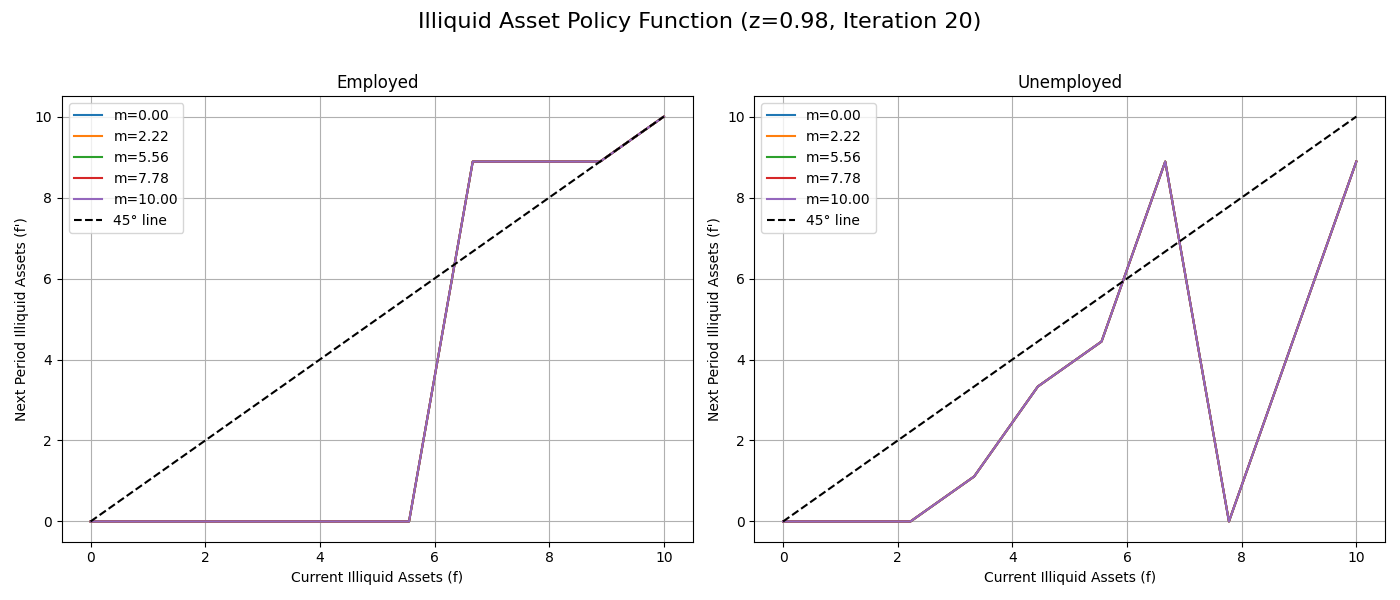 Illiquid Asset Policy Function (z=0.98, Iteration 20)
Employed
m=0.00
m=2.22
m=5.56
m=7.78
m=10.00
45° line
10
8
6
4
2
0
0 2 4 6 8 10
Next Period Illiquid Assets (f')
Current Illiquid Assets (f)
Unemployed
m=0.00
m=2.22
m=5.56
m=7.78
m=10.00
45° line
10
8
6
4
2
0
0 2 4 6 8 10
Next Period Illiquid Assets (f')
Current Illiquid Assets (f)